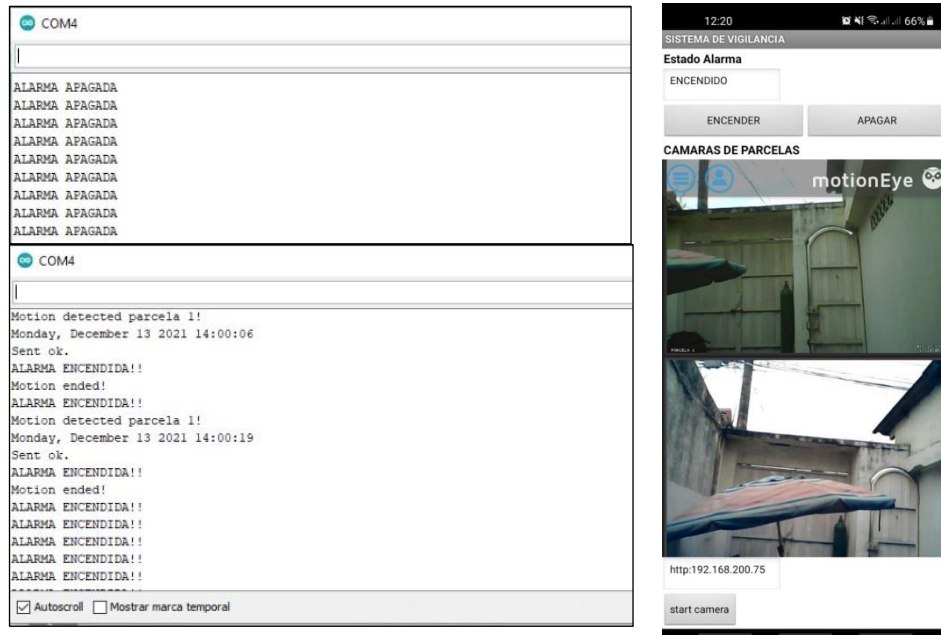 COM4
ALARMA APAGADA
ALARMA APAGADA
ALARMA APAGADA
ALARMA APAGADA
ALARMA APAGADA
ALARMA APAGADA
ALARMA APAGADA
ALARMA APAGADA
ALARMA APAGADA
COM4
Motion detected parcela 1!
Monday, December 13 2021 14:00:06
Sent ok.
ALARMA ENCENDIDA!!
Motion ended!
ALARMA ENCENDIDA!!
Motion detected parcela 1!
Monday, December 13 2021 14:00:19
Sent ok.
ALARMA ENCENDIDA!!
Motion ended!
ALARMA ENCENDIDA!!
ALARMA ENCENDIDA!!
ALARMA ENCENDIDA!!
ALARMA ENCENDIDA!!
ALARMA ENCENDIDA!!
Autoscroll Mostrar marca temporal
12:20 66%
SISTEMA DE VIGILANCIA
Estado Alarma
ENCENDIDO
ENCENDER APAGAR
CAMARAS DE PARCELAS
motionEye
PARCELA 1
http:192.168.200.75
start camera